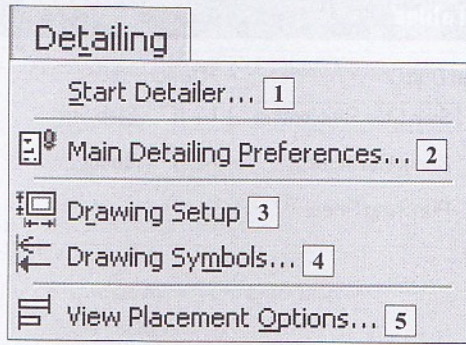 Detailing
Start Detailer... 1
Main Detailing Preferences... 2
Drawing Setup 3
Drawing Symbols... 4
View Placement Options... 5